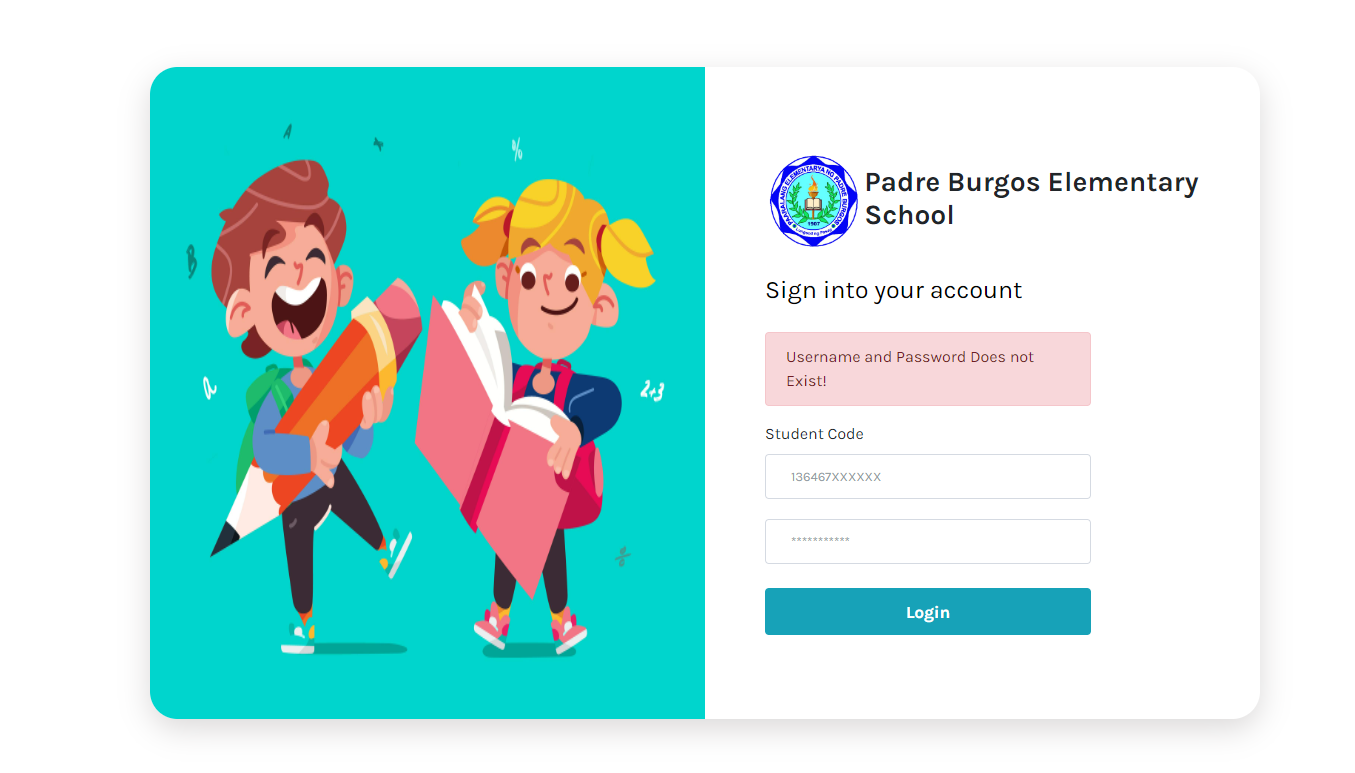 A
+
%
B
a
2+3
÷
PAARALANG ELEMENTARYA NG PADRE BURGOS
1907
Padre Burgos Elementary
School
Sign into your account
Username and Password Does not
Exist!
Student Code
136467XXXXXX
***********
Login